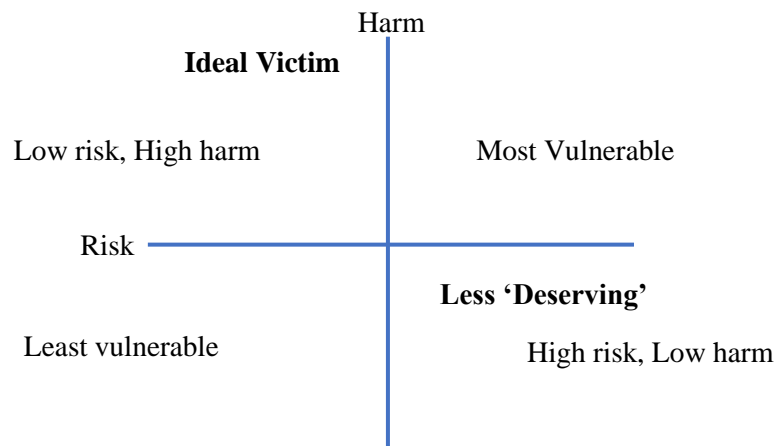 Harm
Ideal Victim
Low risk, High harm
Most Vulnerable
Risk
Less ‘Deserving’
Least vulnerable
High risk, Low harm